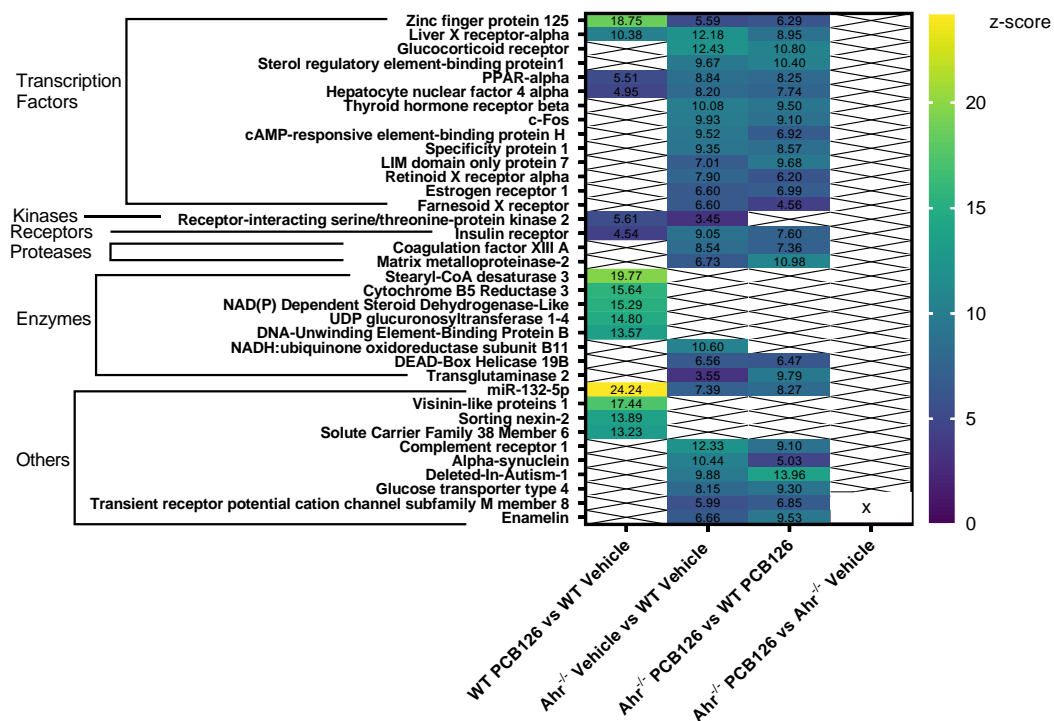 Zinc finger protein 125 18.75 5.59 6.29
Liver X receptor-alpha 10.38 12.18 8.95
Glucocorticoid receptor 12.43 10.80
Sterol regulatory element-binding protein1 9.67 10.40
PPAR-alpha 5.51 8.84 8.25
Hepatocyte nuclear factor 4 alpha 4.95 8.20 7.74
Thyroid hormone receptor beta 10.08 9.50
c-Fos 9.93 9.10
cAMP-responsive element-binding protein H 9.52 6.92
Specificity protein 1 9.35 8.57
LIM domain only protein 7 7.01 9.68
Retinoid X receptor alpha 7.90 6.20
Estrogen receptor 1 6.60 6.99
Farnesoid X receptor 6.60 4.56
Receptor-interacting serine/threonine-protein kinase 2 5.61 3.45
Insulin receptor 4.54 9.05 7.60
Coagulation factor XIII A 8.54 7.36
Matrix metalloproteinase-2 6.73 10.98
Stearyl-CoA desaturase 3 19.77
Cytochrome B5 Reductase 3 15.64
NAD(P) Dependent Steroid Dehydrogenase-Like 15.29
UDP glucuronosyltransferase 1-4 14.80
DNA-Unwinding Element-Binding Protein B 13.57
NADH:ubiquinone oxidoreductase subunit B11 10.60
DEAD-Box Helicase 19B 6.56 6.47
Transglutaminase 2 3.55 9.79
miR-132-5p 24.24 7.39 8.27
Visinin-like proteins 1 17.44
Sorting nexin-2 13.89
Solute Carrier Family 38 Member 6 13.23
Complement receptor 1 12.33 9.10
Alpha-synuclein 10.44 5.03
Deleted-In-Autism-1 9.88 13.96
Glucose transporter type 4 8.15 9.30
Transient receptor potential cation channel subfamily M member 8 5.99 6.85 x
Enamelin 6.66 9.53
Transcription
Factors
Kinases
Receptors
Proteases
Enzymes
Others
WT PCB126 vs WT Vehicle
Ahr-/- Vehicle vs WT Vehicle
Ahr-/- PCB126 vs WT PCB126
Ahr-/- PCB126 vs Ahr-/- Vehicle
z-score
20
15
10
5
0